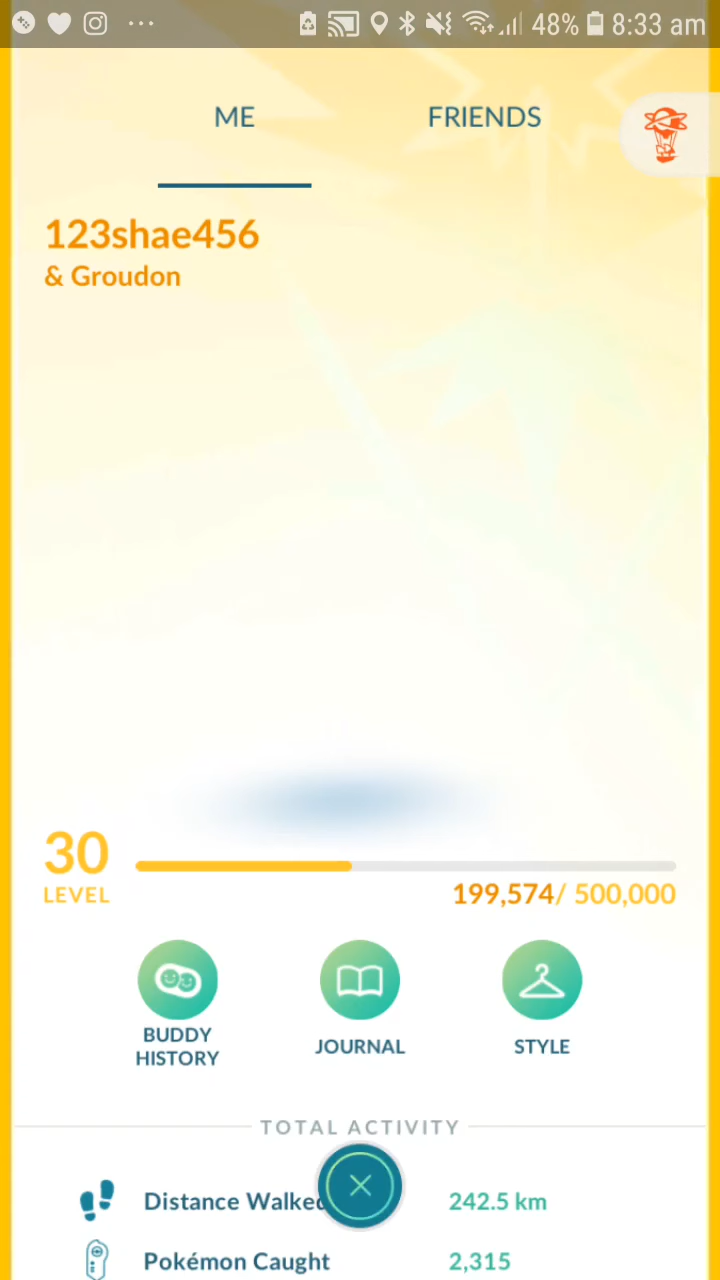 48% 8:33 am
ME FRIENDS
123shae456
& Groudon
30
LEVEL
199,574/ 500,000
BUDDY
HISTORY
JOURNAL
STYLE
TOTAL ACTIVITY
Distance Walked 242.5 km
Pokémon Caught 2,315